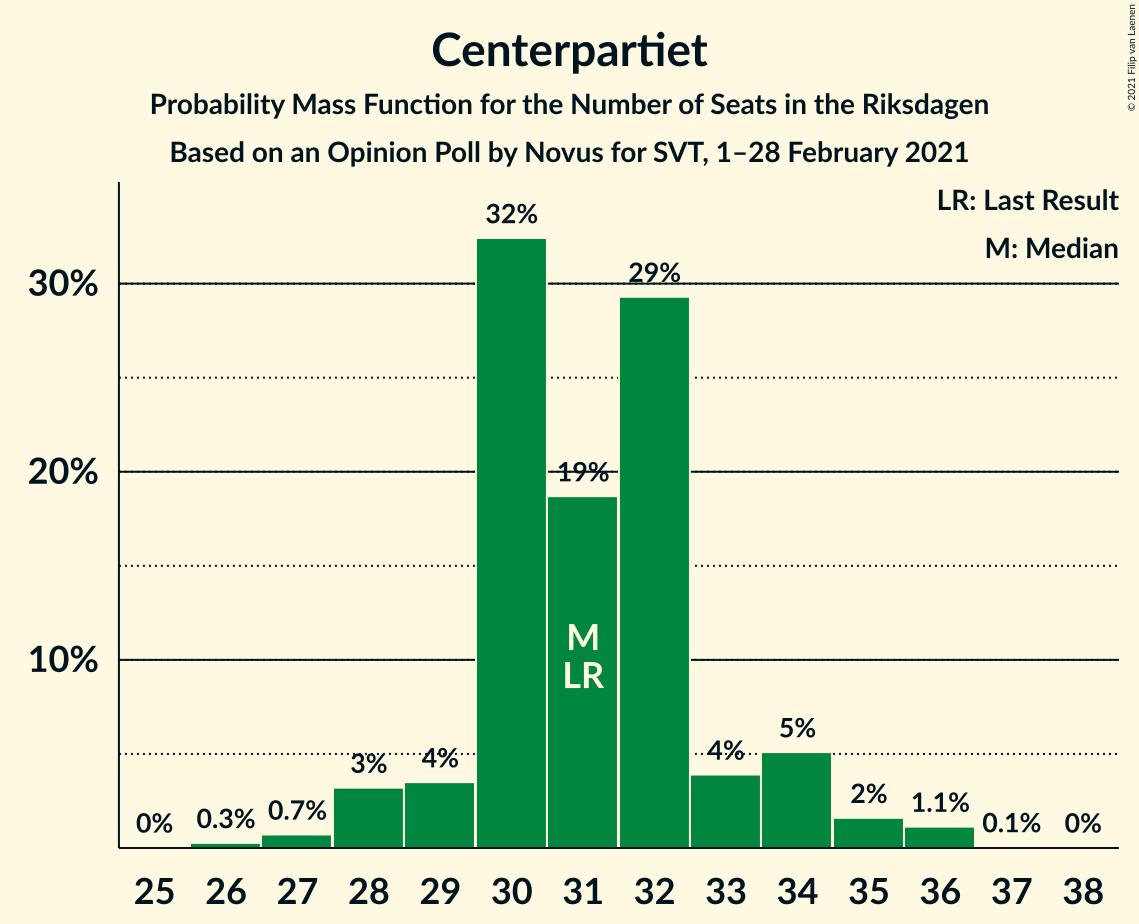 Centerpartiet
Probability Mass Function for the Number of Seats in the Riksdagen
Based on an Opinion Poll by Novus for SVT, 1–28 February 2021
© 2021 Filip van Laenen
LR: Last Result
M: Median
30%
20%
10%
0%
0.3%
0.7%
3%
4%
32%
19%
29%
4%
5%
2%
1.1%
0.1%
0%
M
LR
25 26 27 28 29 30 31 32 33 34 35 36 37 38